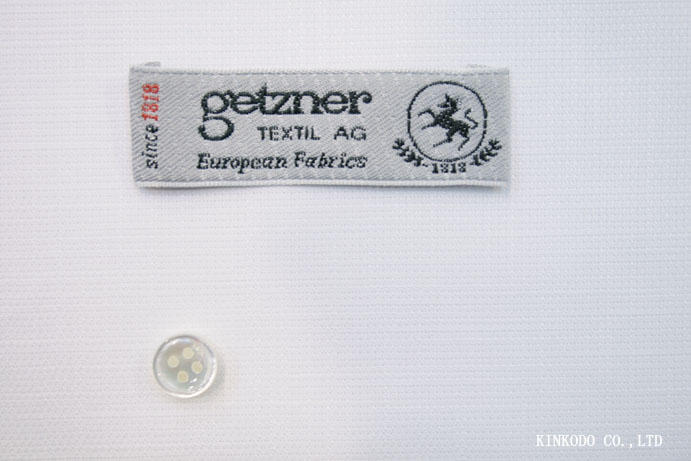 since 1818
getzner
TEXTIL AG
European Fabrics
1818
KINKODO CO.,LTD